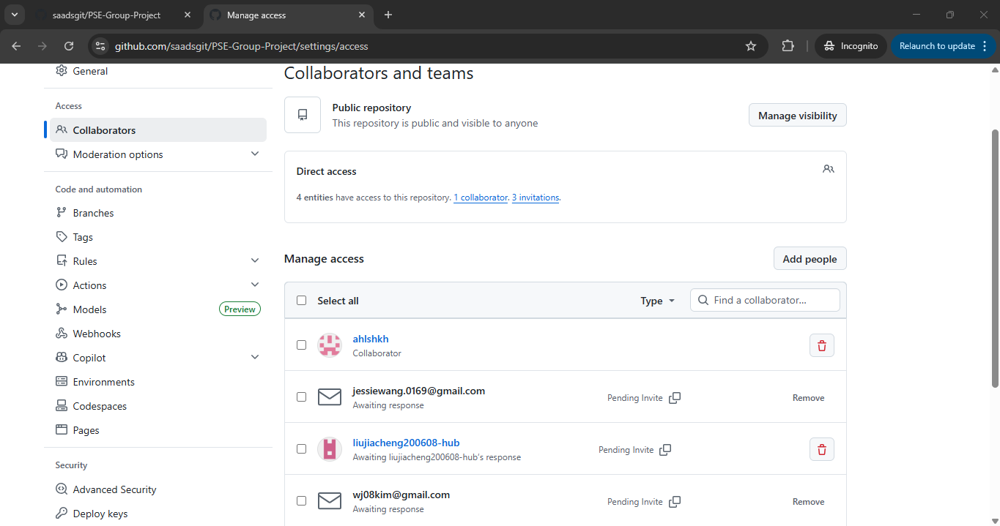 saadsgit/PSE-Group-Project
Manage access
github.com/saadsgit/PSE-Group-Project/settings/access
Incognito
Relaunch to update
General
Access
Collaborators
Moderation options
Code and automation
Branches
Tags
Rules
Actions
Models Preview
Webhooks
Copilot
Environments
Codespaces
Pages
Security
Advanced Security
Deploy keys
Collaborators and teams
Public repository
This repository is public and visible to anyone
Manage visibility
Direct access
4 entities have access to this repository. 1 collaborator. 3 invitations.
Manage access
Add people
Select all Type Find a collaborator...
ahlshkh
Collaborator
jessiewang.0169@gmail.com
Awaiting response
Pending Invite Remove
liujiacheng200608-hub
Awaiting liujiacheng200608-hub's response
Pending Invite
wj08kim@gmail.com
Awaiting response
Pending Invite Remove